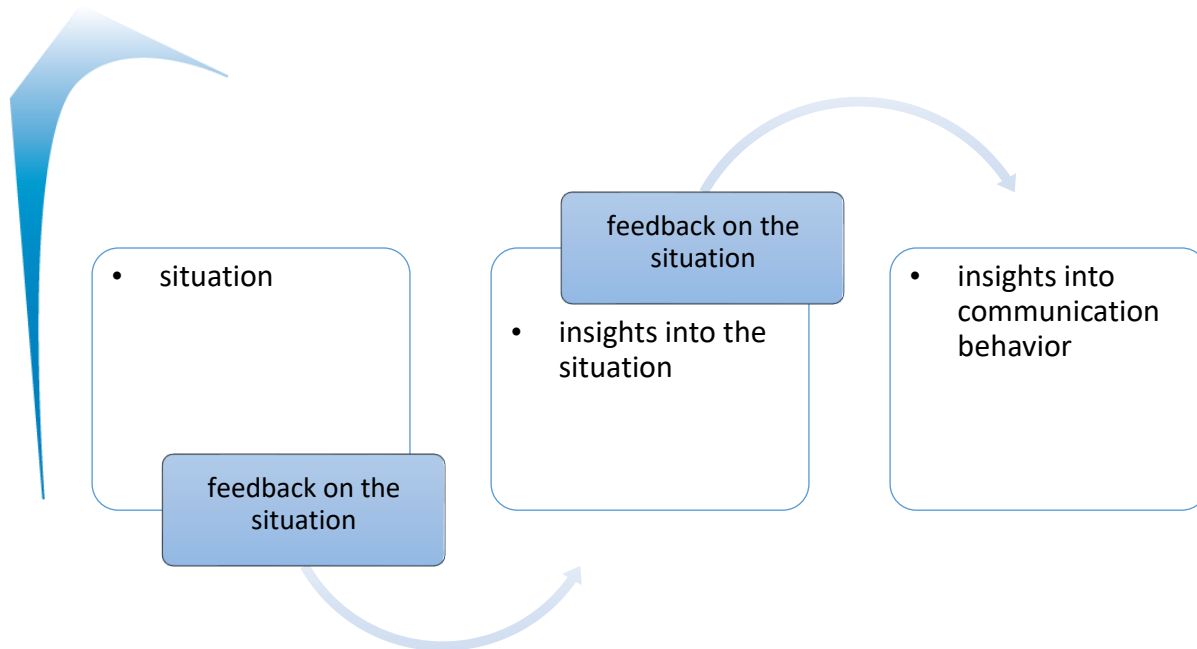 • situation
feedback on the
situation
feedback on the
situation
• insights into the
situation
• insights into
communication
behavior